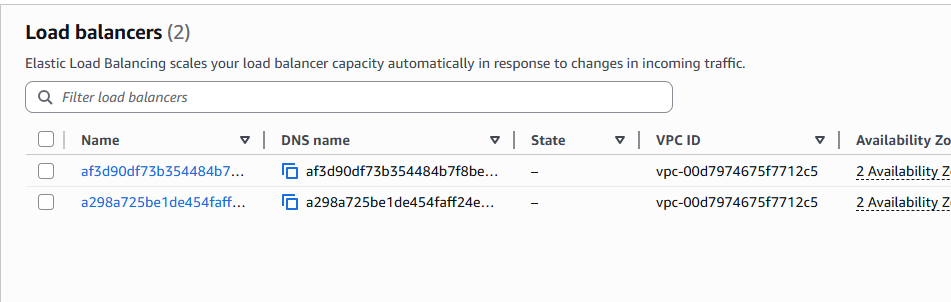 Load balancers (2)
Elastic Load Balancing scales your load balancer capacity automatically in response to changes in incoming traffic.
Filter load balancers
Name DNS name State VPC ID Availability Zo
af3d90df73b354484b7... af3d90df73b354484b7f8be... – vpc-00d7974675f7712c5 2 Availability Z
a298a725be1de454faff... a298a725be1de454faff24e... – vpc-00d7974675f7712c5 2 Availability Z